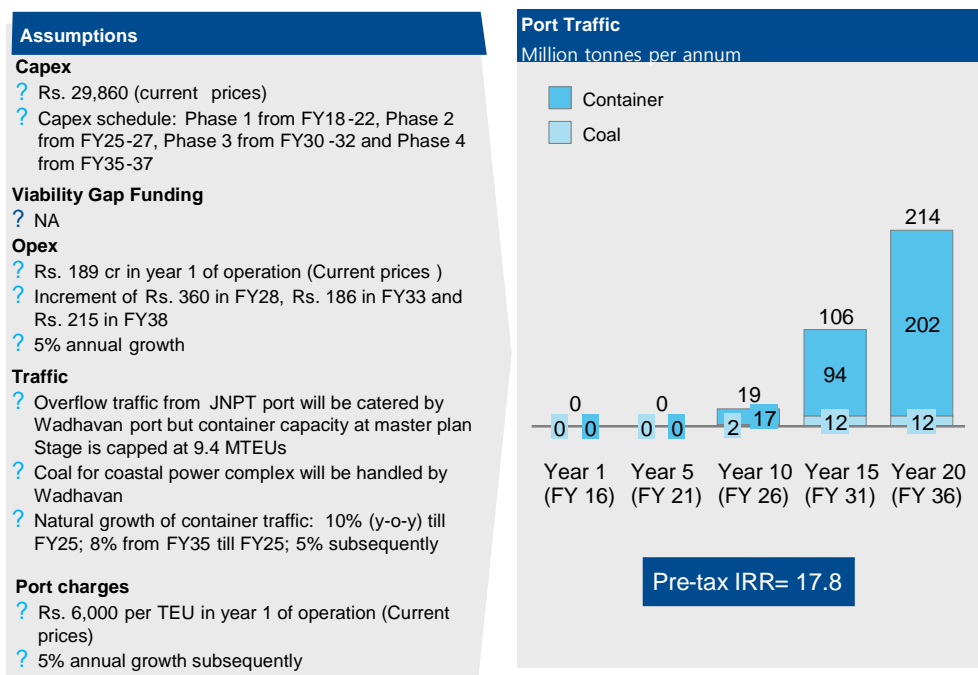 Assumptions
Capex
? Rs. 29,860 (current prices)
? Capex schedule: Phase 1 from FY18-22, Phase 2
from FY25-27, Phase 3 from FY30-32 and Phase 4
from FY35-37
Viability Gap Funding
? NA
Opex
? Rs. 189 cr in year 1 of operation (Current prices )
? Increment of Rs. 360 in FY28, Rs. 186 in FY33 and
Rs. 215 in FY38
? 5% annual growth
Traffic
? Overflow traffic from JNPT port will be catered by
Wadhavan port but container capacity at master plan
Stage is capped at 9.4 MTEUs
? Coal for coastal power complex will be handled by
Wadhavan
? Natural growth of container traffic: 10% (y-o-y) till
FY25; 8% from FY35 till FY25; 5% subsequently
Port charges
? Rs. 6,000 per TEU in year 1 of operation (Current
prices)
? 5% annual growth subsequently
Port Traffic
Million tonnes per annum
Container
Coal
214
106
202
94
0 0 19
0 0 0 0 2 17 12 12
Year 1 Year 5 Year 10 Year 15 Year 20
(FY 16) (FY 21) (FY 26) (FY 31) (FY 36)
Pre-tax IRR= 17.8